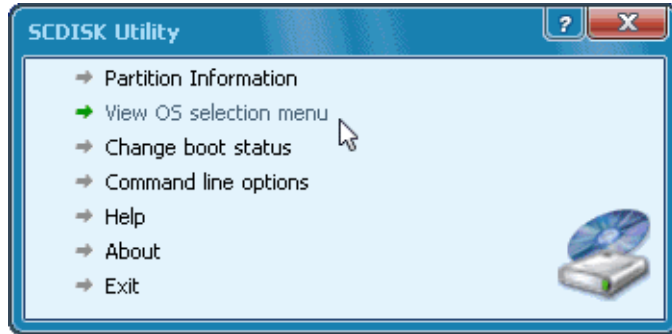 SCDISK Utility
? X
Partition Information
View OS selection menu
Change boot status
Command line options
Help
About
Exit